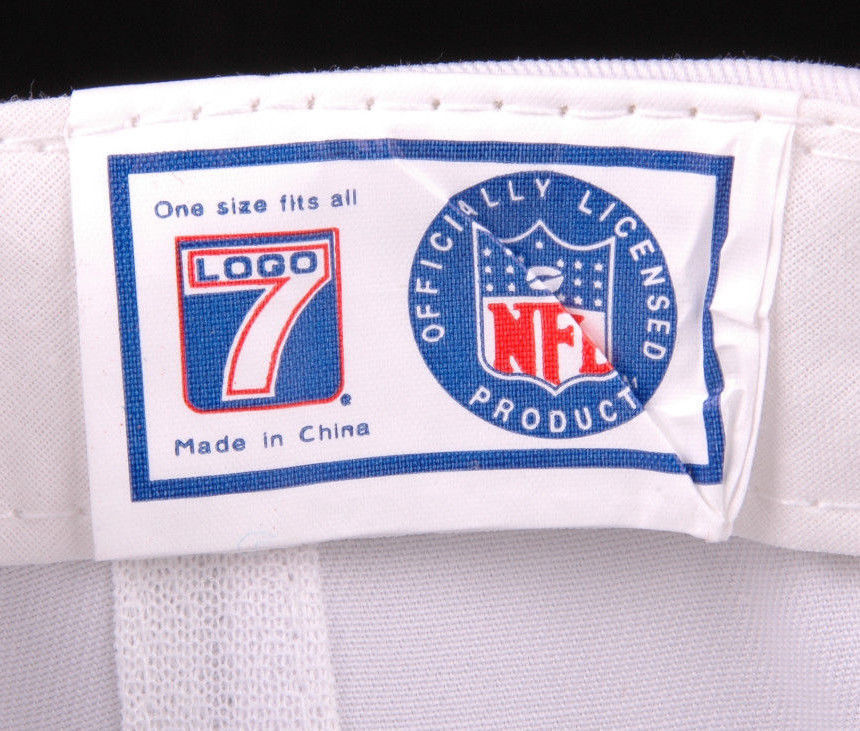 One size fits all
LOGO
7
®
Made in China
OFFICIALLY LICENSED
NFL
PRODUCT